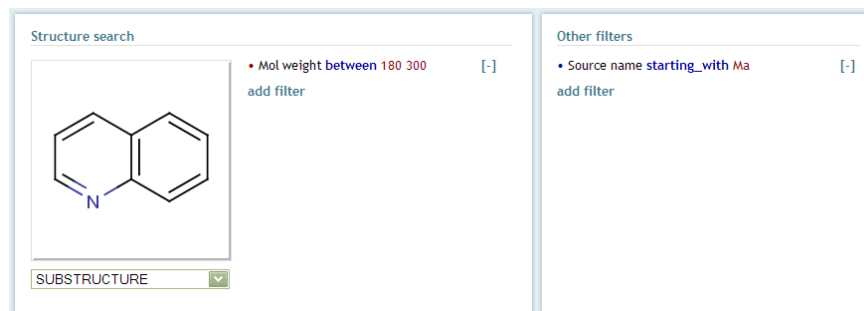 Structure search
• Mol weight between 180 300 [-]
add filter
N
SUBSTRUCTURE
Other filters
• Source name starting_with Ma [-]
add filter